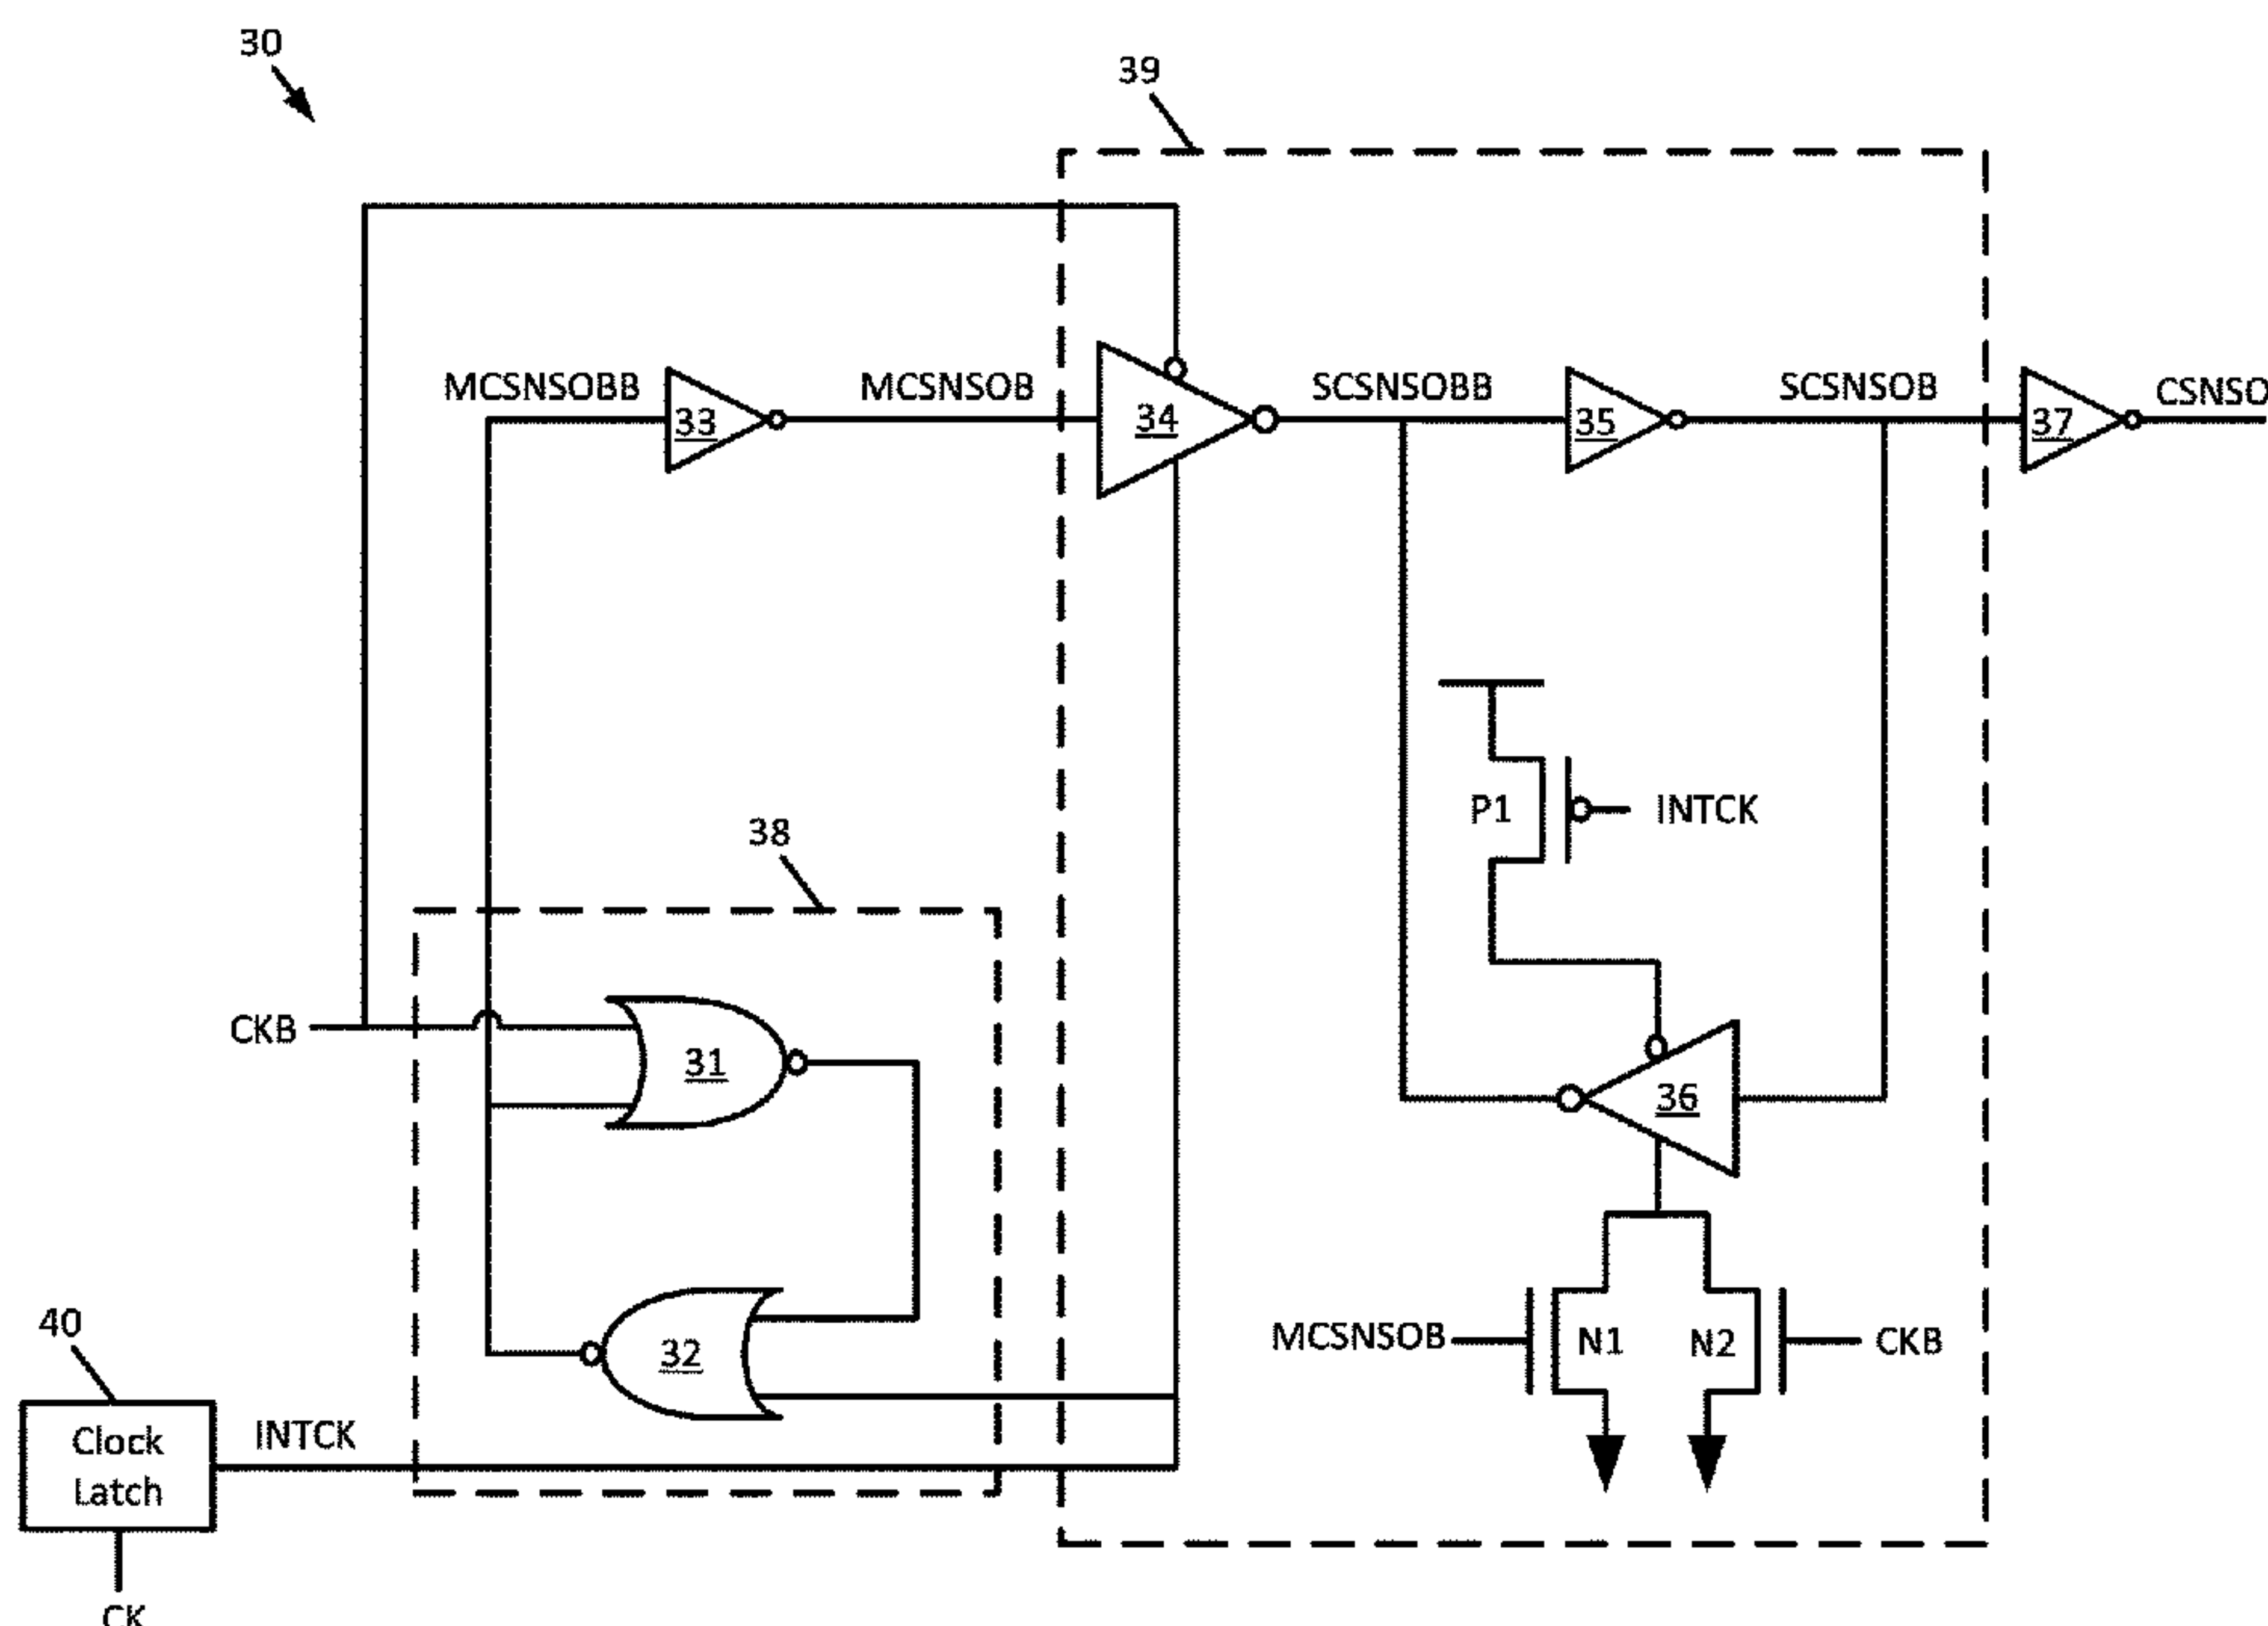 30
39
MCSNSOBB
33
MCSNSOB
34
SCSNSOBB
35
SCSNSOB
37
CSNSO
P1
INTCK
38
CKB
31
36
32
MCSNSOB
N1
N2
CKB
40
Clock
Latch
INTCK
CK